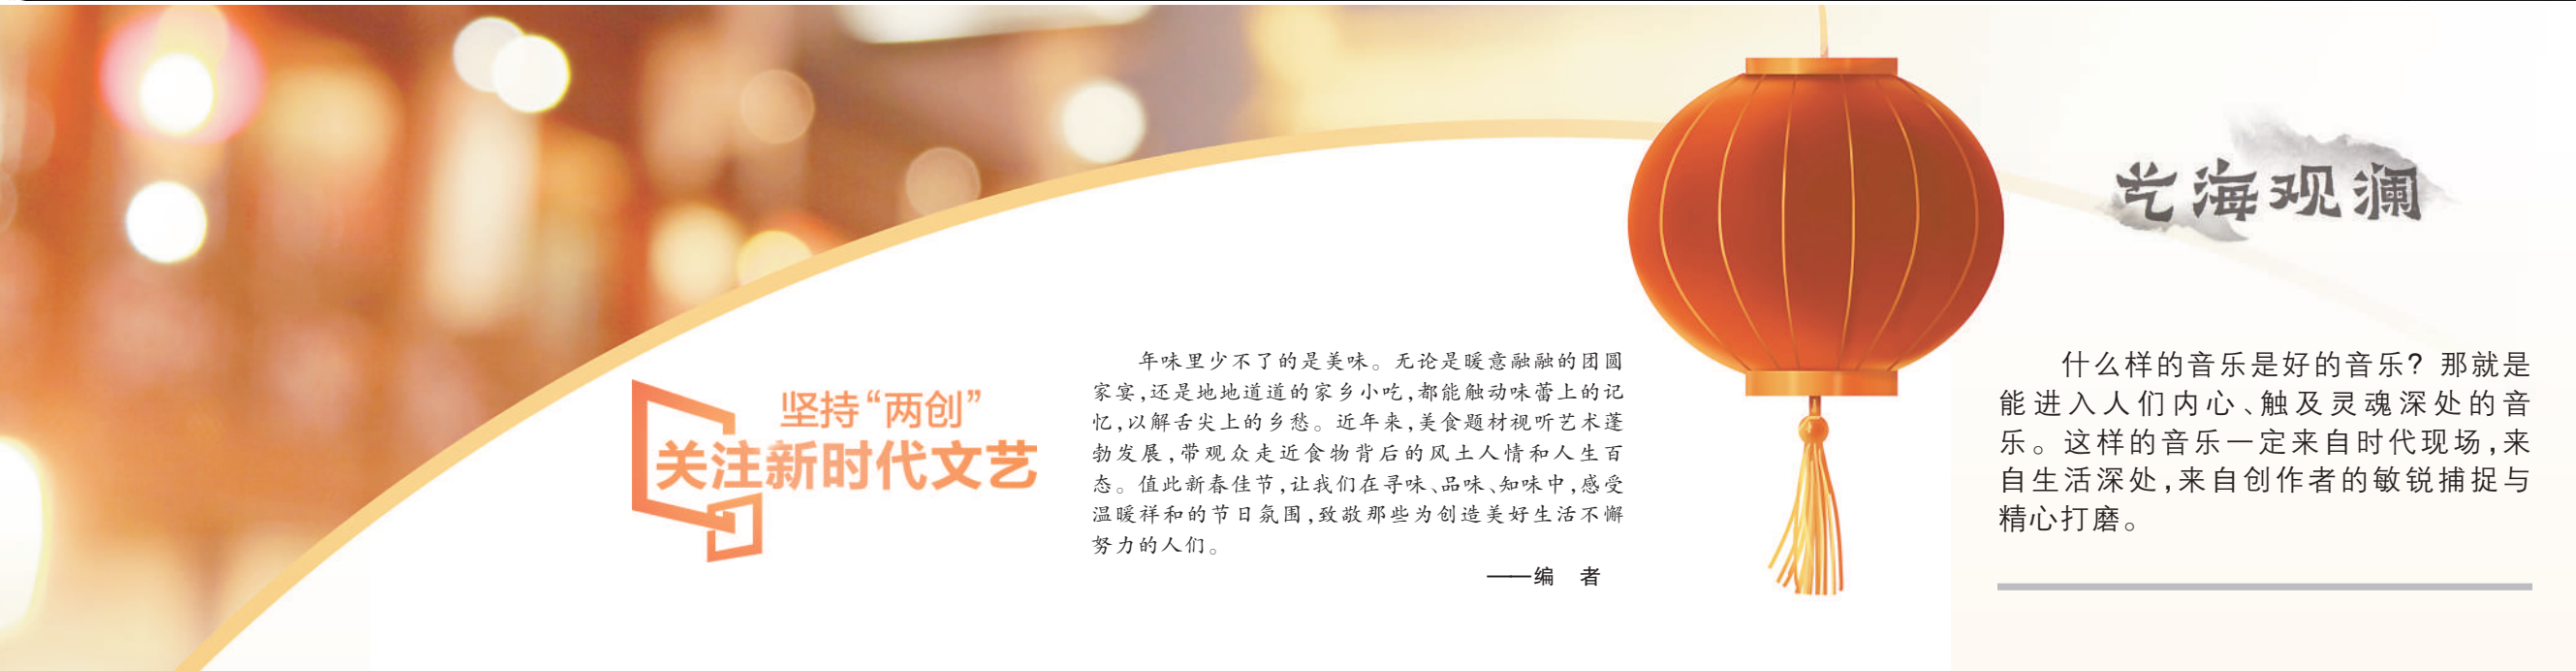 坚持“两创”
关注新时代文艺
年味里少不了的是美味。无论是暖意融融的团圆
家宴,还是地地道道的家乡小吃,都能触动味蕾上的记
忆,以解舌尖上的乡愁。近年来,美食题材视听艺术蓬
勃发展,带观众走近食物背后的风土人情和人生百
态。值此新春佳节,让我们在寻味、品味、知味中,感受
温暖祥和的节日氛围,致敬那些为创造美好生活不懈
努力的人们。
——编　者
艺海观澜
什么样的音乐是好的音乐？那就是
能进入人们内心、触及灵魂深处的音
乐。这样的音乐一定来自时代现场,来
自生活深处,来自创作者的敏锐捕捉与
精心打磨。